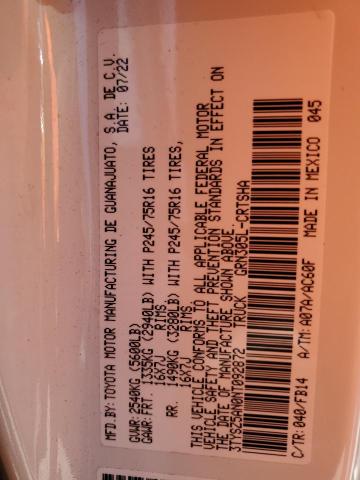 MFD.BY:TOYOTA MOTOR MANUFACTURING DE GUANAJUATO, S.A. DE C.V.
DATE: 07/22
GVWR: 2540KG (5600LB)
GAWR: FRT. 1335KG (2940LB) WITH P245/75R16 TIRES
16X7J RIMS
RR. 1490KG (3280LB) WITH P245/75R16 TIRES,
16X7J RIMS
THIS VEHICLE CONFORMS TO ALL APPLICABLE FEDERAL MOTOR
VEHICLE SAFETY AND THEFT PREVENTION STANDARDS IN EFFECT ON
THE DATE OF MANUFACTURE SHOWN ABOVE.
3TYSZ5AN0NT092872 TRUCK GRN305L-CRTSHA
C/TR: 040/FB14 A/TM: A07A/AC60F MADE IN MEXICO 045